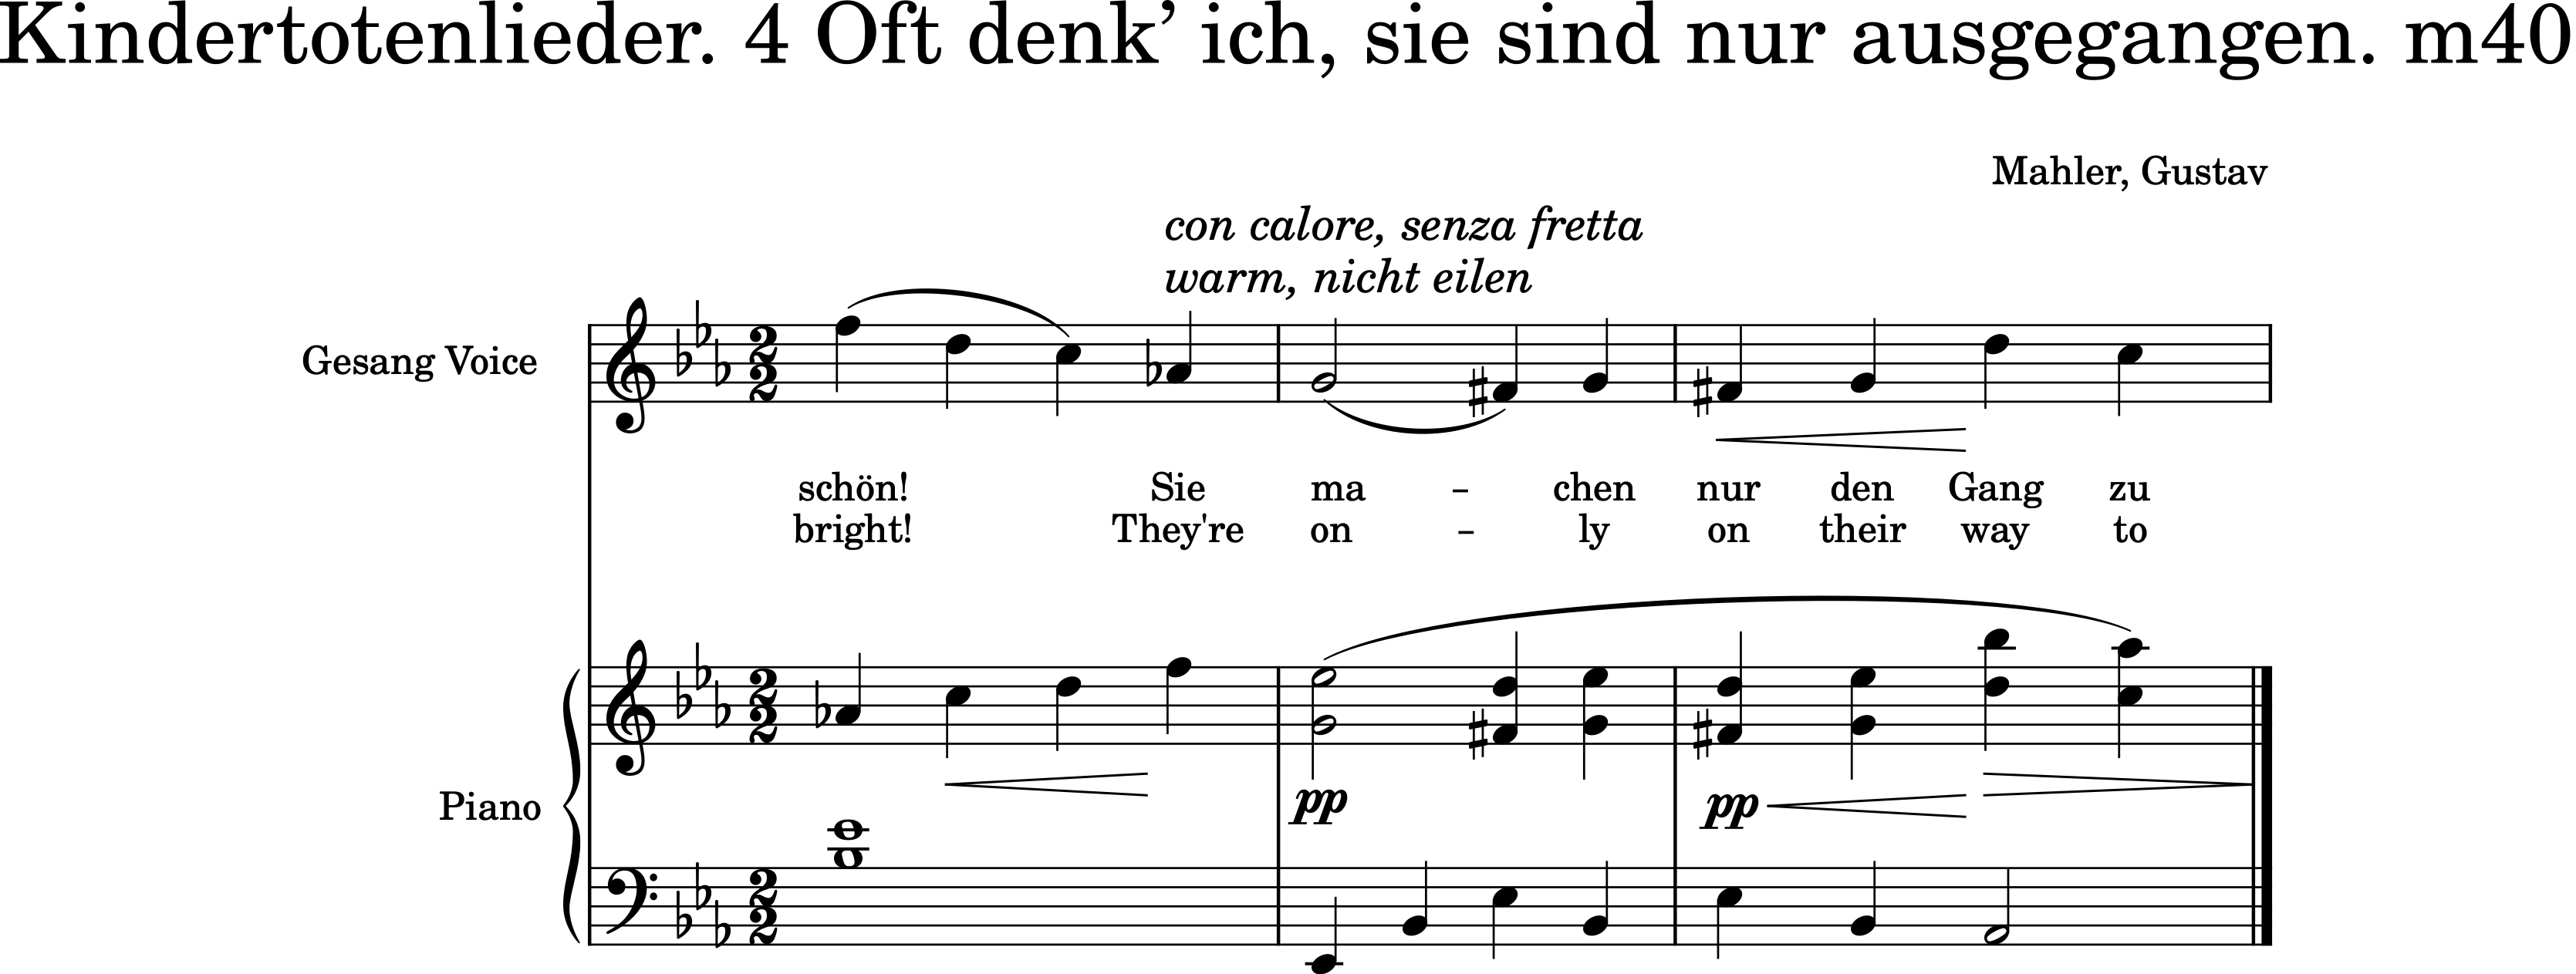 Kindertotenlieder. 4 Oft denk’ ich, sie sind nur ausgegangen. m40
Mahler, Gustav
con calore, senza fretta
warm, nicht eilen
Gesang Voice
schön! Sie ma – chen nur den Gang zu
bright! They're on – ly on their way to
Piano
pp pp